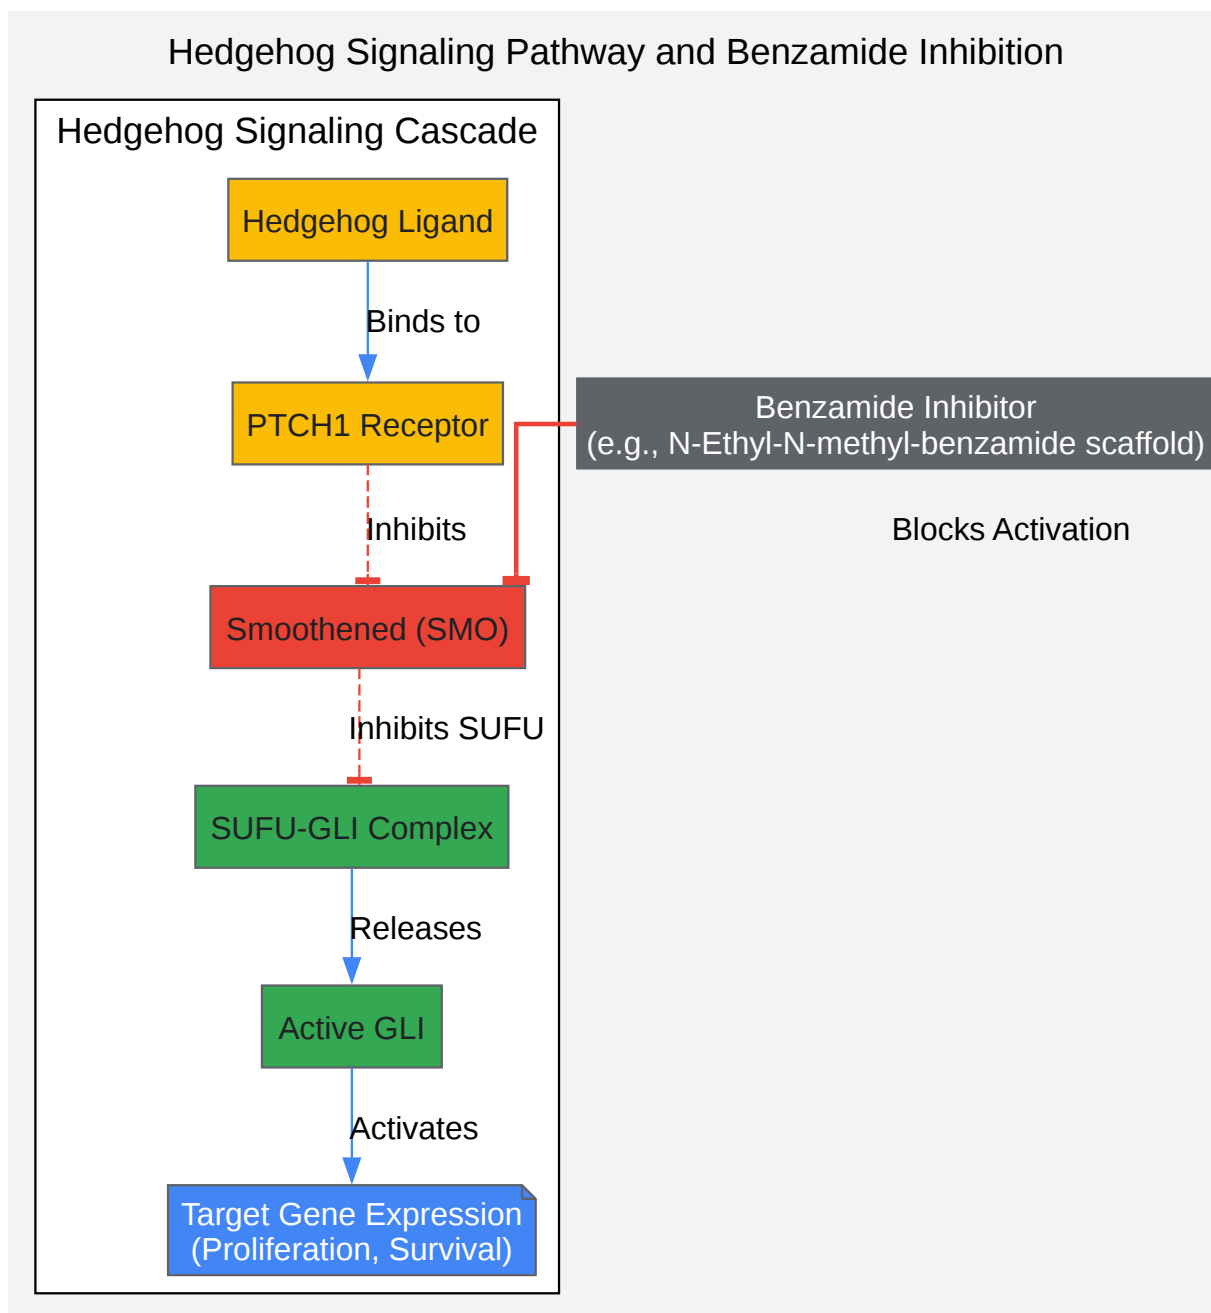 Hedgehog Signaling Pathway and Benzamide Inhibition
Hedgehog Signaling Cascade
Hedgehog Ligand
Binds to
PTCH1 Receptor
Benzamide Inhibitor
(e.g., N-Ethyl-N-methyl-benzamide scaffold)
Inhibits
Blocks Activation
Smoothened (SMO)
Inhibits SUFU
SUFU-GLI Complex
Releases
Active GLI
Activates
Target Gene Expression
(Proliferation, Survival)